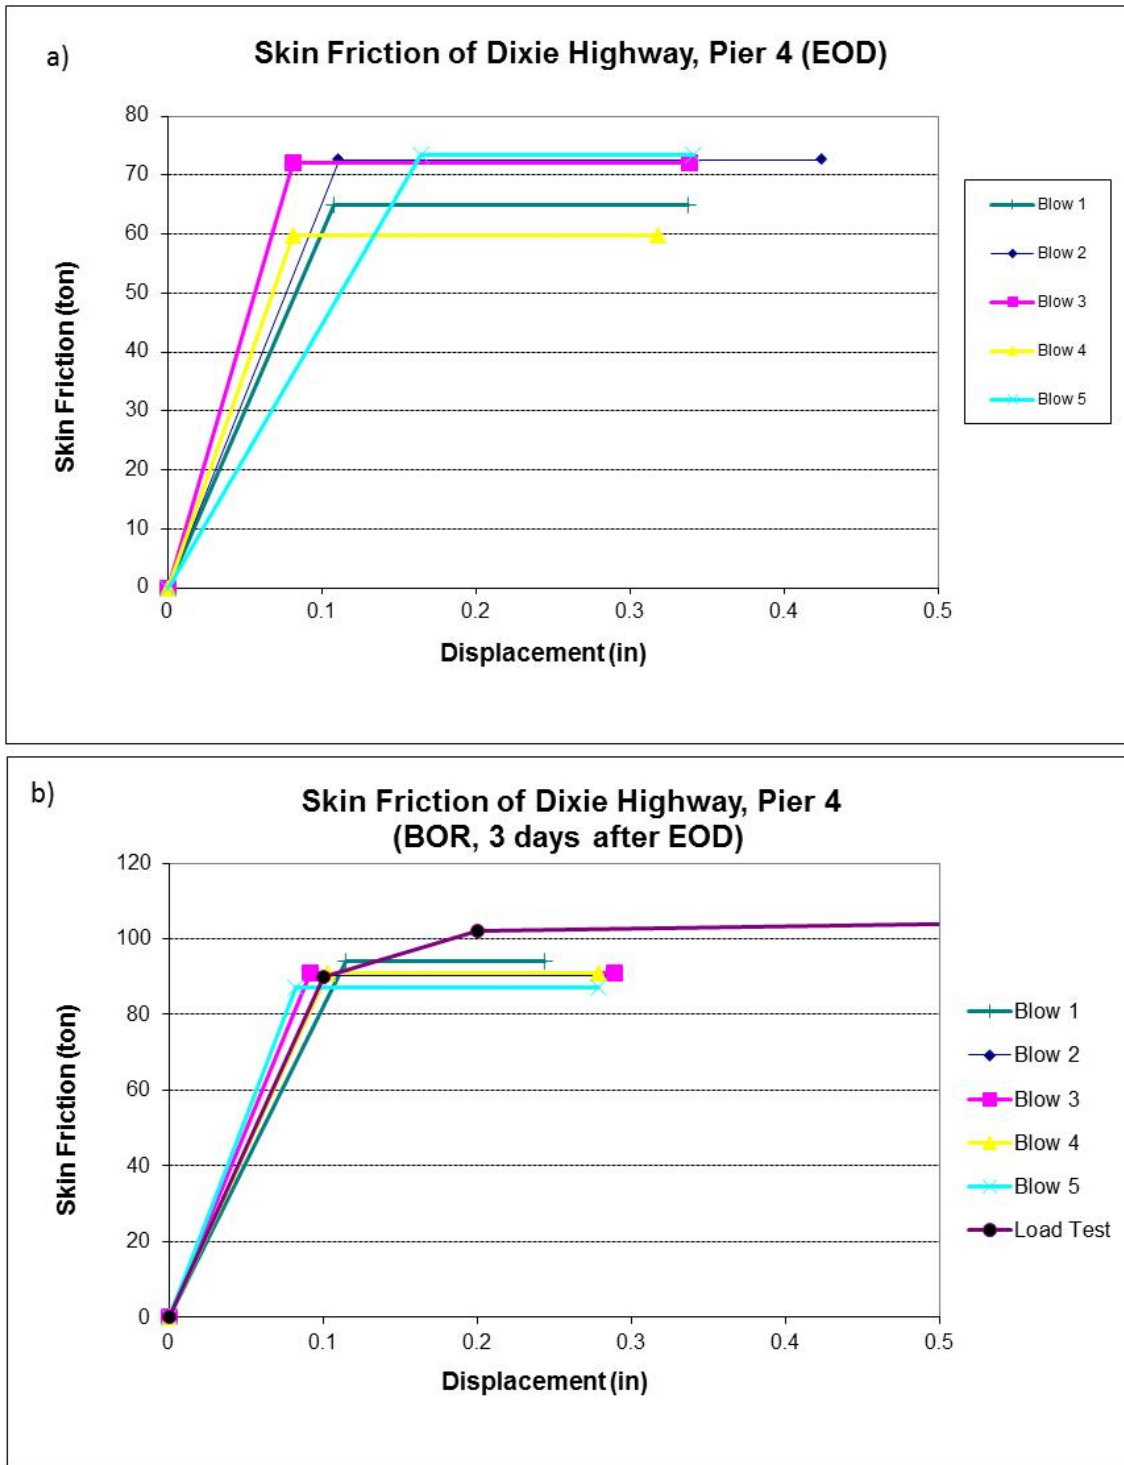 a)
Skin Friction of Dixie Highway, Pier 4 (EOD)
80
70
60
50
40
30
20
10
0
Skin Friction (ton)
0 0.1 0.2 0.3 0.4 0.5
Displacement (in)
Blow 1
Blow 2
Blow 3
Blow 4
Blow 5
b)
Skin Friction of Dixie Highway, Pier 4
(BOR, 3 days after EOD)
120
100
80
60
40
20
0
Skin Friction (ton)
0 0.1 0.2 0.3 0.4 0.5
Displacement (in)
Blow 1
Blow 2
Blow 3
Blow 4
Blow 5
Load Test